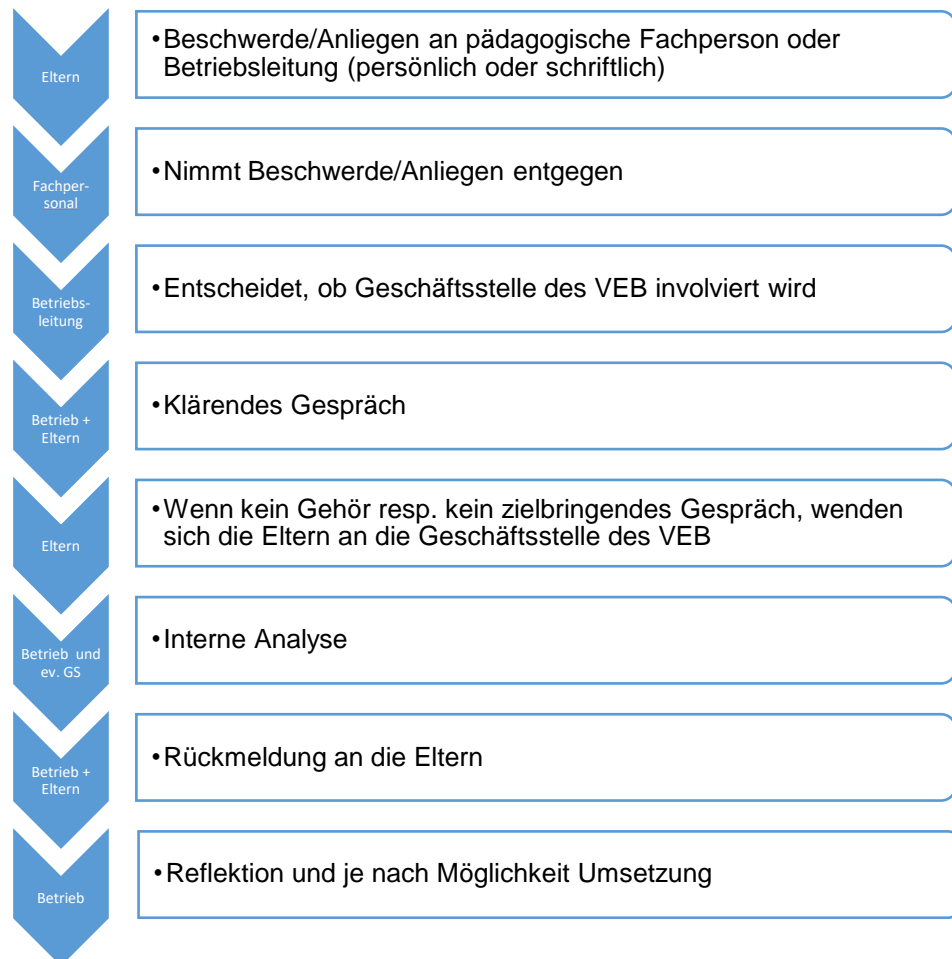 Eltern
•Beschwerde/Anliegen an pädagogische Fachperson oder
Betriebsleitung (persönlich oder schriftlich)
Fachper-
sonal
•Nimmt Beschwerde/Anliegen entgegen
Betriebs-
leitung
•Entscheidet, ob Geschäftsstelle des VEB involviert wird
Betrieb +
Eltern
•Klärendes Gespräch
Eltern
•Wenn kein Gehör resp. kein zielbringendes Gespräch, wenden
sich die Eltern an die Geschäftsstelle des VEB
Betrieb und
ev. GS
•Interne Analyse
Betrieb +
Eltern
•Rückmeldung an die Eltern
Betrieb
•Reflektion und je nach Möglichkeit Umsetzung